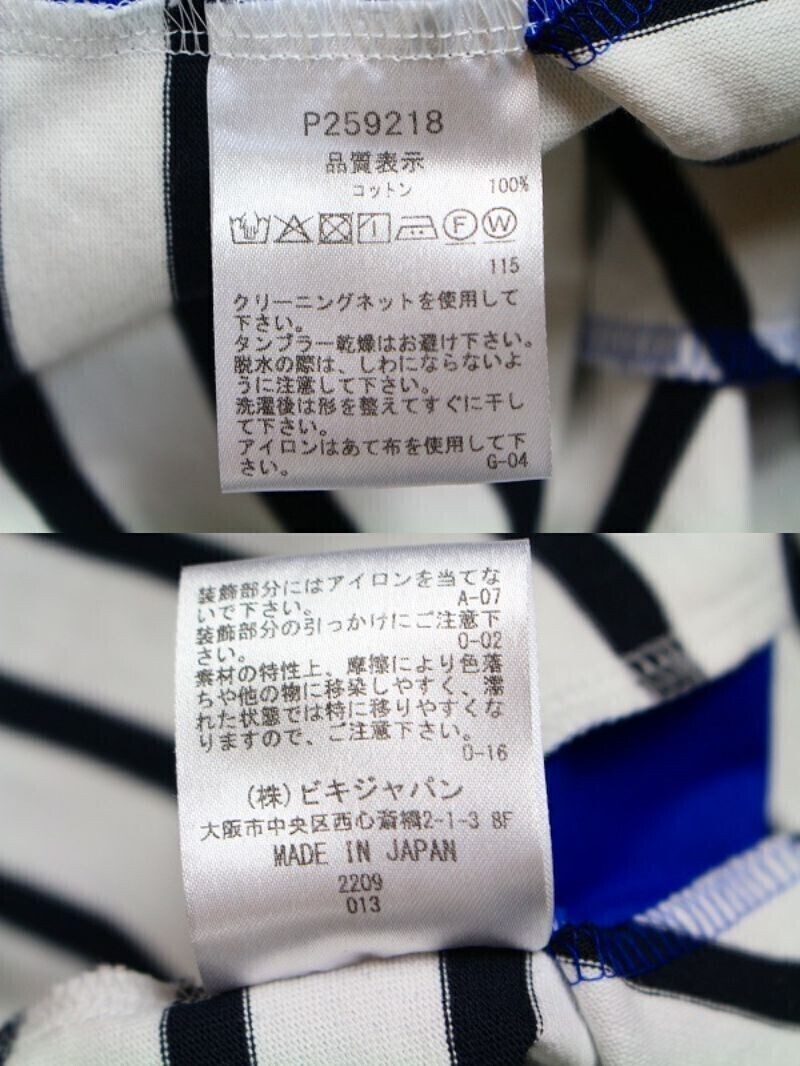 P259218
品質表示
コットン 100%
F W
115
クリーニングネットを使用して
下さい。
タンブラー乾燥はお避け下さい。
脱水の際は、しわにならないよ
うに注意して下さい。
洗濯後は形を整えてすぐに干し
て下さい。
アイロンはあて布を使用して下
さい。 G-04
装飾部分にはアイロンを当てな
いで下さい。 A-07
装飾部分の引っかけにご注意下
さい。 O-02
素材の特性上、摩擦により色落
ちや他の物に移染しやすく、濡
れた状態では特に移りやすくな
りますので、ご注意下さい。
O-16
(株)ビキジャパン
大阪市中央区西心斎橋2-1-3 8F
MADE IN JAPAN
2209
013